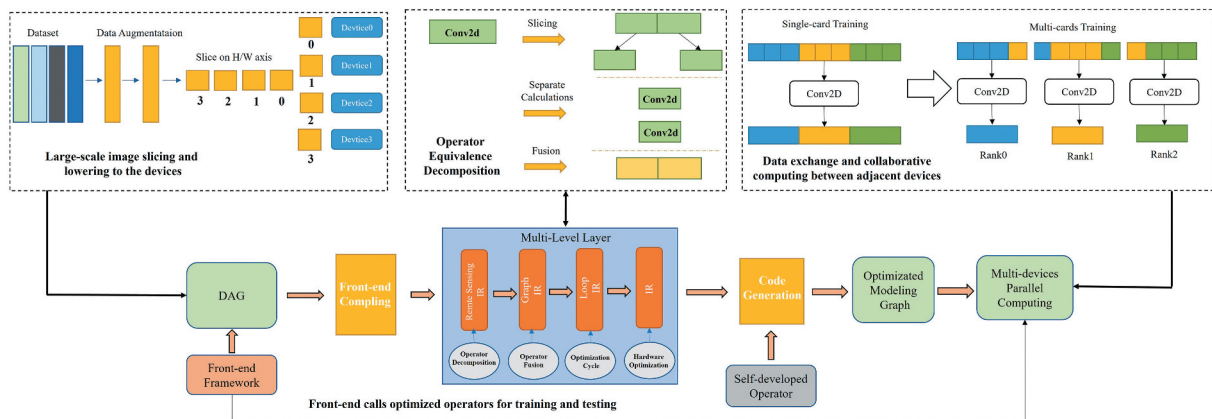 Dataset
Data Augmentataion
Slice on H/W axis
3 2 1 0
Device0
0
Device1
1
Device2
2
Device3
3
Large-scale image slicing and
lowering to the devices
Conv2d
Slicing
Separate
Calculations
Conv2d
Conv2d
Operator
Equivalence
Decomposition
Fusion
Single-card Training
Multi-cards Training
Conv2D
Conv2D
Conv2D
Conv2D
Rank0
Rank1
Rank2
Data exchange and collaborative
computing between adjacent devices
DAG
Front-end
Framework
Front-end
Compling
Multi-Level Layer
Remte Sensing
IR
Graph
IR
Loop
IR
IR
Operator
Decomposition
Operator
Fusion
Optimization
Cycle
Hardware
Optimization
Code
Generation
Self-developed
Operator
Optimizated
Modeling
Graph
Multi-devices
Parallel
Computing
Front-end calls optimized operators for training and testing